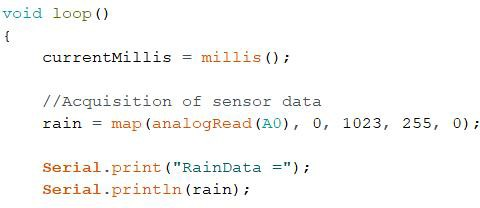 void loop()
{
currentMillis = millis();
//Acquisition of sensor data
rain = map(analogRead(A0), 0, 1023, 255, 0);
Serial.print("RainData =");
Serial.println(rain);